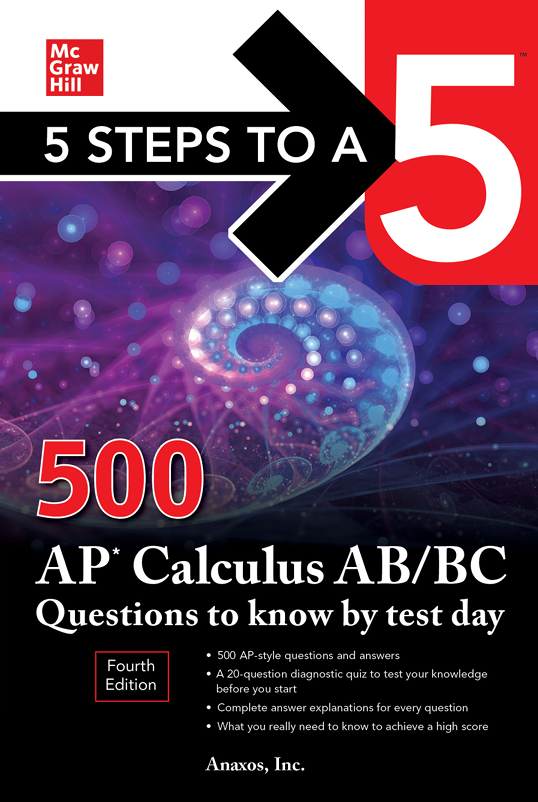 Mc
Graw
Hill
5 STEPS TO A
5™
500
AP* Calculus AB/BC
Questions to know by test day
Fourth
Edition
• 500 AP-style questions and answers
• A 20-question diagnostic quiz to test your knowledge
before you start
• Complete answer explanations for every question
• What you really need to know to achieve a high score
Anaxos, Inc.